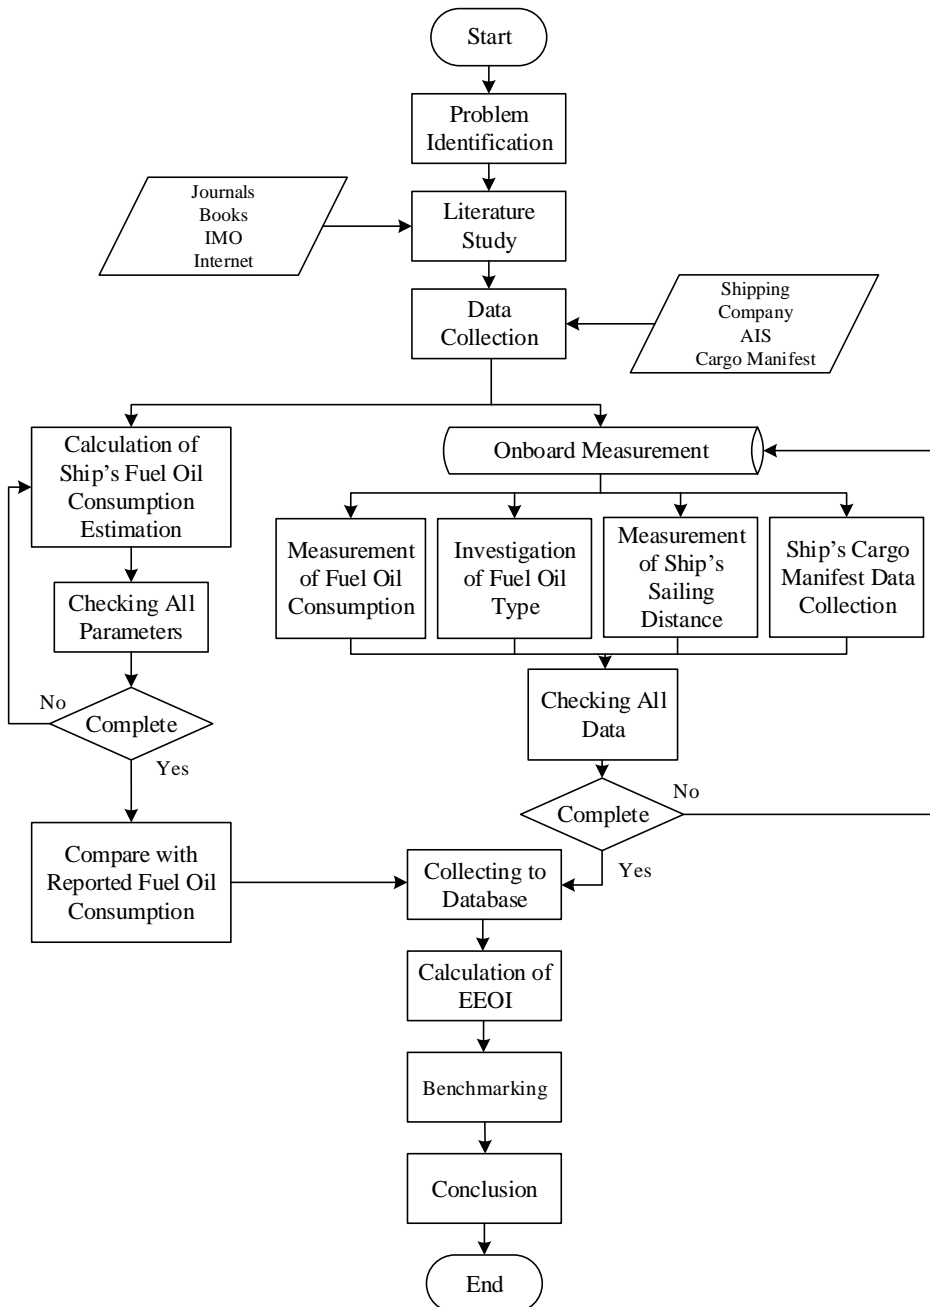 Start
Problem
Identification
Journals
Books
IMO
Internet
Literature
Study
Data
Collection
Shipping
Company
AIS
Cargo Manifest
Calculation of
Ship's Fuel Oil
Consumption
Estimation
Onboard Measurement
Measurement
of Fuel Oil
Consumption
Investigation
of Fuel Oil
Type
Measurement
of Ship's
Sailing
Distance
Ship's Cargo
Manifest Data
Collection
Checking All
Parameters
No
Complete
Yes
Checking All
Data
Complete
No
Yes
Compare with
Reported Fuel Oil
Consumption
Collecting to
Database
Calculation of
EEOI
Benchmarking
Conclusion
End